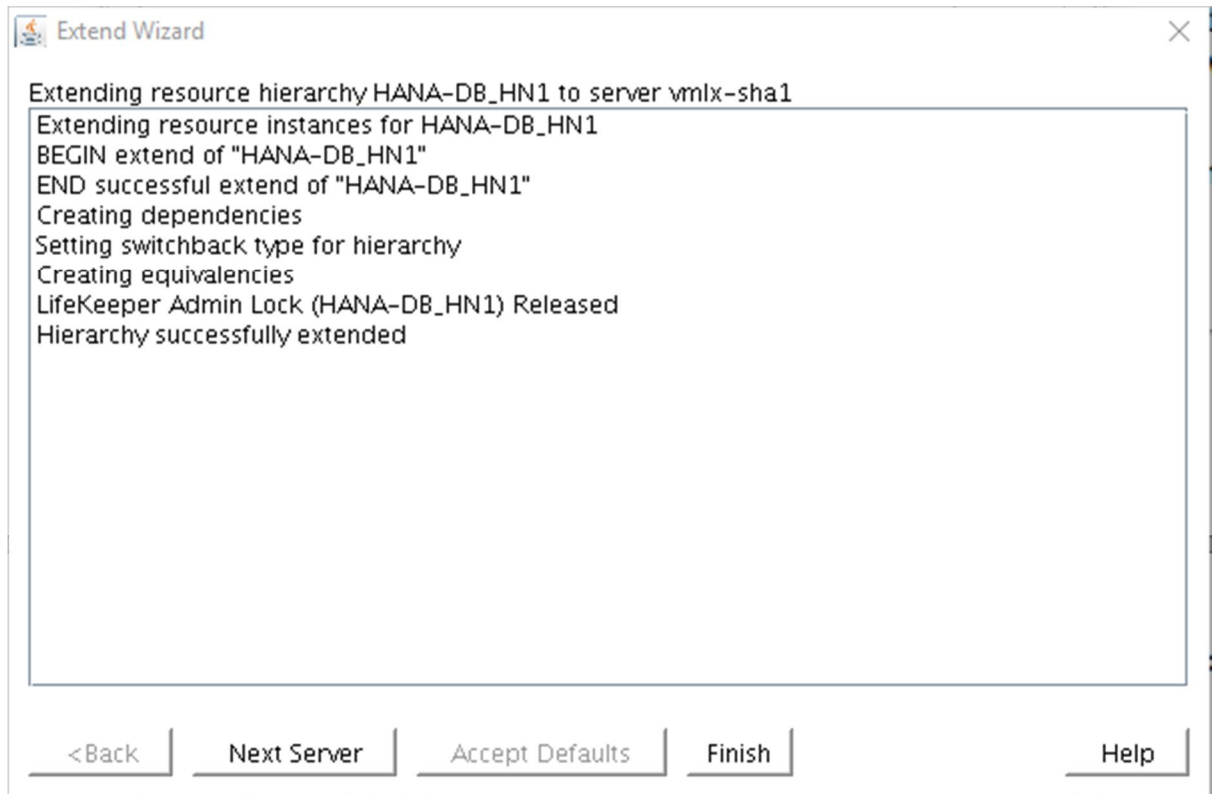 Extend Wizard
Extending resource hierarchy HANA-DB_HN1 to server vmlx-sha1
Extending resource instances for HANA-DB_HN1
BEGIN extend of "HANA-DB_HN1"
END successful extend of "HANA-DB_HN1"
Creating dependencies
Setting switchback type for hierarchy
Creating equivalencies
LifeKeeper Admin Lock (HANA-DB_HN1) Released
Hierarchy successfully extended
<Back Next Server Accept Defaults Finish Help